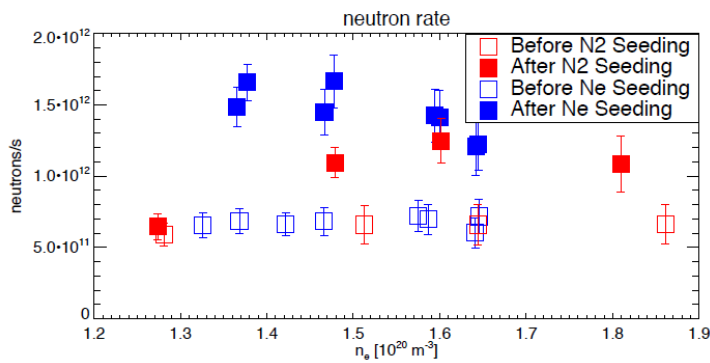 neutron rate
2.0•10¹²
1.5•10¹²
1.0•10¹²
5.0•10¹¹
0
neutrons/s
Before N2 Seeding
After N2 Seeding
Before Ne Seeding
After Ne Seeding
1.2 1.3 1.4 1.5 1.6 1.7 1.8 1.9
nₑ [10²⁰ m⁻³]